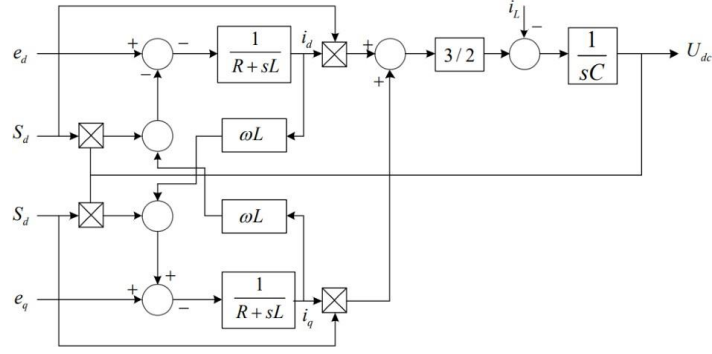 i_L
e_d + − 1 / (R + sL) i_d + 3/2 − 1 / (sC) U_dc
− +
S_d ωL
S_d ωL
+
e_q + − 1 / (R + sL) i_q